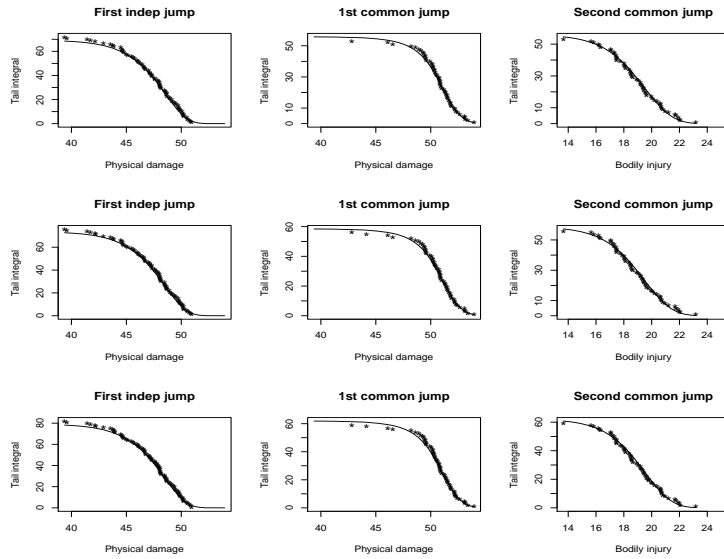 First indep jump
Tail integral
0 20 40 60
40 45 50
Physical damage
1st common jump
Tail integral
0 10 30 50
40 45 50
Physical damage
Second common jump
Tail integral
0 10 30 50
14 16 18 20 22 24
Bodily injury
First indep jump
Tail integral
0 20 40 60
40 45 50
Physical damage
1st common jump
Tail integral
0 20 40 60
40 45 50
Physical damage
Second common jump
Tail integral
0 10 30 50
14 16 18 20 22 24
Bodily injury
First indep jump
Tail integral
0 20 40 60 80
40 45 50
Physical damage
1st common jump
Tail integral
0 20 40 60
40 45 50
Physical damage
Second common jump
Tail integral
0 20 40 60
14 16 18 20 22 24
Bodily injury